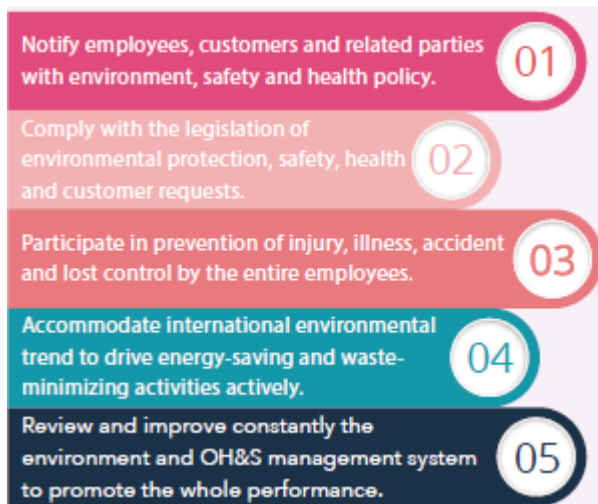 Notify employees, customers and related parties
with environment, safety and health policy.
01
Comply with the legislation of
environmental protection, safety, health
and customer requests.
02
Participate in prevention of injury, illness, accident
and lost control by the entire employees.
03
Accommodate international environmental
trend to drive energy-saving and waste-
minimizing activities actively.
04
Review and improve constantly the
environment and OH&S management system
to promote the whole performance.
05